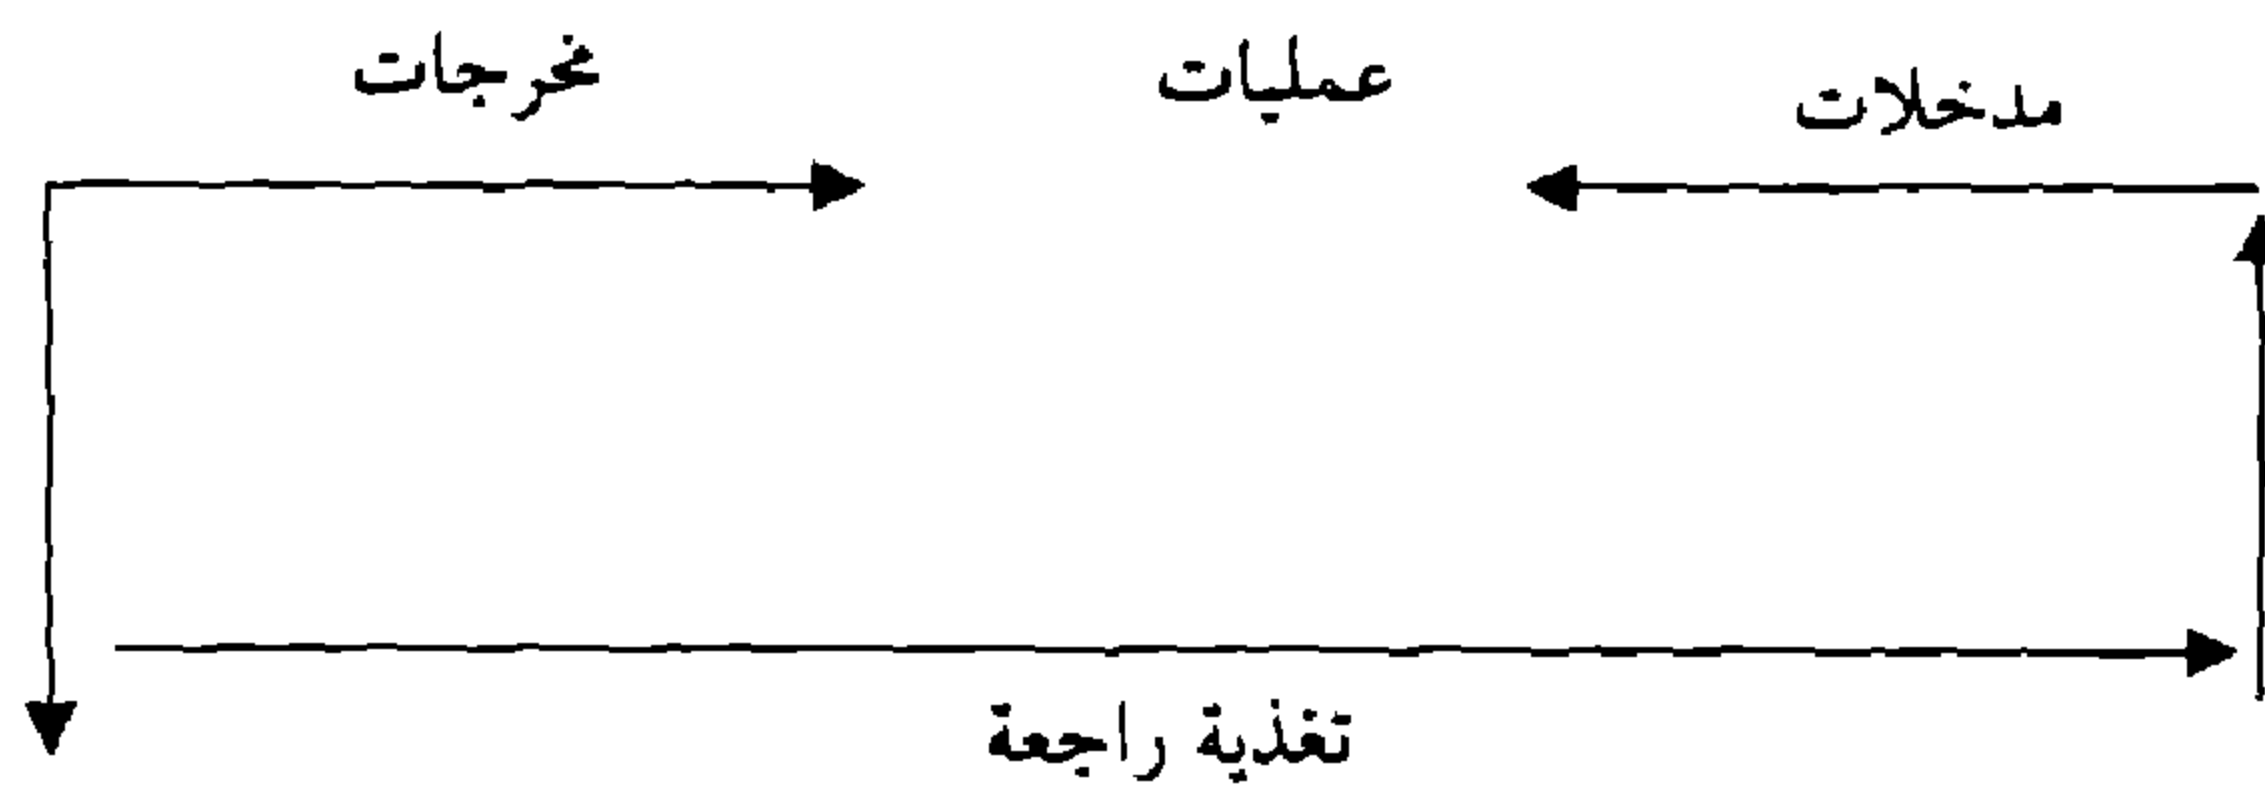 مدخلات
عمليات
مخرجات
تغذية راجعة